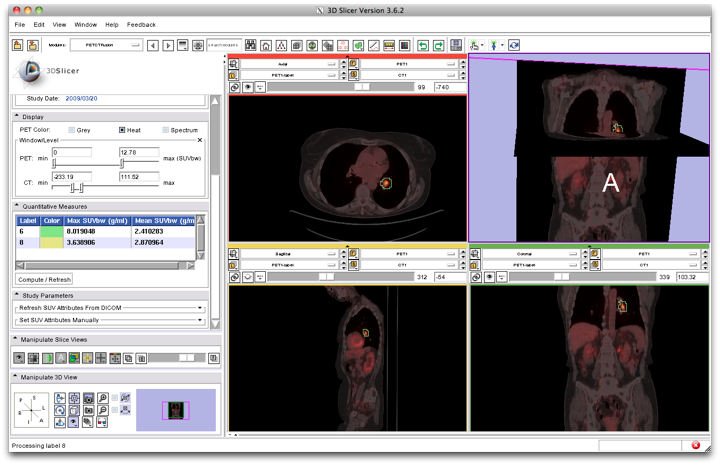 3D Slicer Version 3.6.2
File Edit View Window Help Feedback
Modules: PETCTFusion
3DSlicer
Study Date: 2009/03/20
Display
PET Color: Grey Heat Spectrum
Window/Level
0 12.78
PET: min max (SUVbw)
-233.19 111.52
CT: min max
Quantitative Measures
Label Color Max SUVbw (g/ml) Mean SUVbw (g/m
6 8.019048 2.410283
8 3.638906 2.870964
Compute / Refresh
Study Parameters
Refresh SUV Attributes From DICOM
Set SUV Attributes Manually
Manipulate Slice Views
Manipulate 3D View
P S
R L
I A
Processing label 8
Axial PET1
PET1-label CT1
99 -740
A
Sagittal PET1
PET1-label CT1
312 -54
Coronal PET1
PET1-label CT1
339 103.32